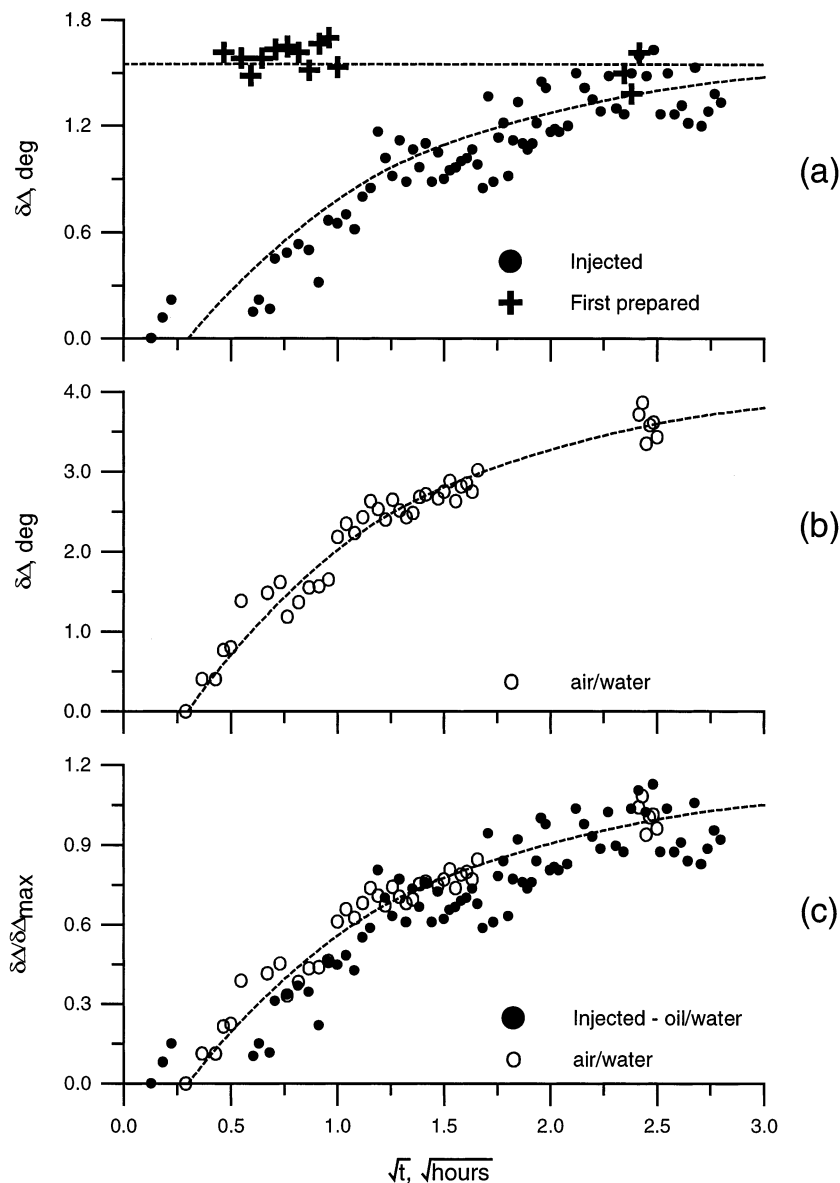 1.8
1.2
0.6
0.0
δΔ, deg
Injected
First prepared
(a)
4.0
3.0
2.0
1.0
0.0
δΔ, deg
air/water
(b)
1.2
0.9
0.6
0.3
0.0
δΔ/δΔmax
Injected - oil/water
air/water
(c)
0.0 0.5 1.0 1.5 2.0 2.5 3.0
√t, √hours